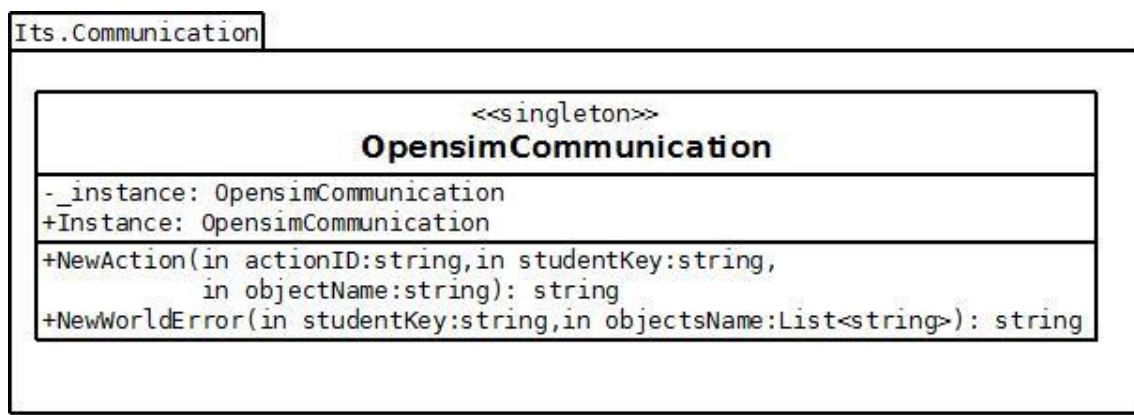 Its.Communication
<<singleton>>
OpensimCommunication
-_instance: OpensimCommunication
+Instance: OpensimCommunication
+NewAction(in actionID:string,in studentKey:string,
in objectName:string): string
+NewWorldError(in studentKey:string,in objectsName:List<string>): string